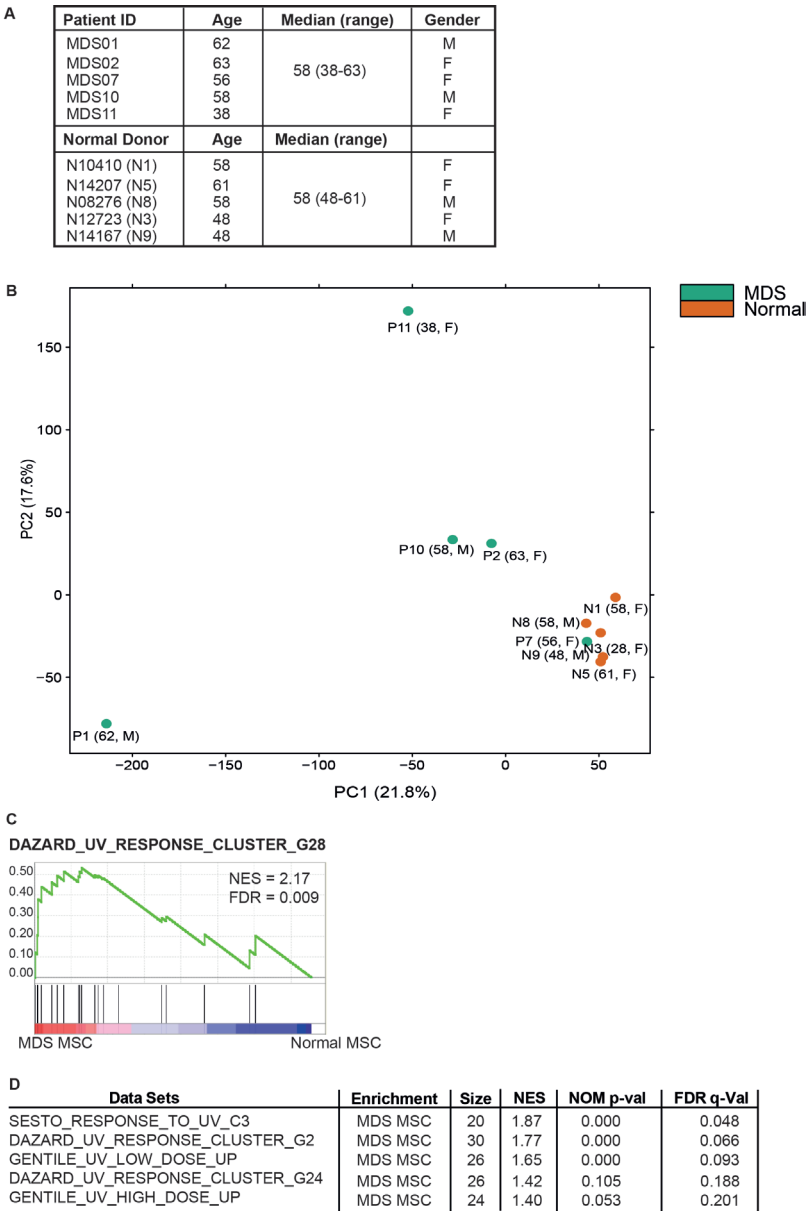 A
Patient ID Age Median (range) Gender
MDS01 62 M
MDS02 63 F
58 (38-63)
MDS07 56 F
MDS10 58 M
MDS11 38 F
Normal Donor Age Median (range)
N10410 (N1) 58 F
N14207 (N5) 61 F
58 (48-61)
N08276 (N8) 58 M
N12723 (N3) 48 F
N14167 (N9) 48 M
B
MDS
Normal
PC2 (17.6%)
150
100
50
0
−50
P11 (38, F)
P10 (58, M)
P2 (63, F)
N1 (58, F)
N8 (58, M)
P7 (56, F)
N3 (28, F)
N9 (48, M)
N5 (61, F)
P1 (62, M)
−200 −150 −100 −50 0 50
PC1 (21.8%)
C
DAZARD_UV_RESPONSE_CLUSTER_G28
0.50
0.40
0.30
0.20
0.10
0.00
NES = 2.17
FDR = 0.009
MDS MSC Normal MSC
D
Data Sets Enrichment Size NES NOM p-val FDR q-Val
SESTO_RESPONSE_TO_UV_C3 MDS MSC 20 1.87 0.000 0.048
DAZARD_UV_RESPONSE_CLUSTER_G2 MDS MSC 30 1.77 0.000 0.066
GENTILE_UV_LOW_DOSE_UP MDS MSC 26 1.65 0.000 0.093
DAZARD_UV_RESPONSE_CLUSTER_G24 MDS MSC 26 1.42 0.105 0.188
GENTILE_UV_HIGH_DOSE_UP MDS MSC 24 1.40 0.053 0.201